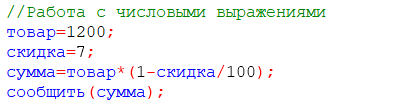 //Работа с числовыми выражениями
товар=1200;
скидка=7;
сумма=товар*(1-скидка/100);
сообщить(сумма);